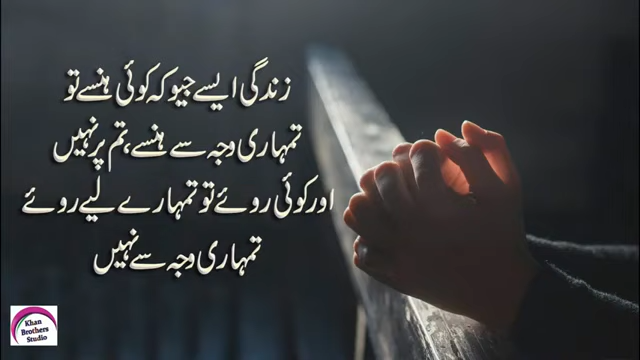 زندگی ایسے جیو کہ کوئی ہنسے تو
تمہاری وجہ سے ہنسے، تم پر نہیں
اور کوئی روئے تو تمہارے لیے روئے
تمہاری وجہ سے نہیں
Khan
Brothers
Studio